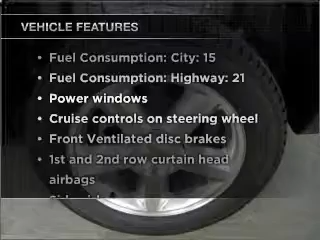 VEHICLE FEATURES
• Fuel Consumption: City: 15
• Fuel Consumption: Highway: 21
• Power windows
• Cruise controls on steering wheel
• Front Ventilated disc brakes
• 1st and 2nd row curtain head
airbags